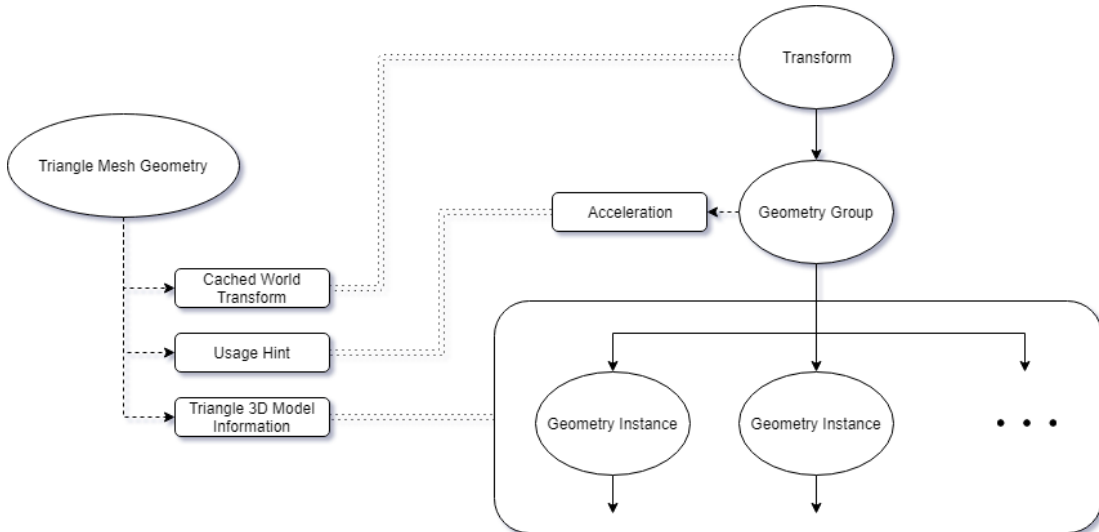 Transform
Triangle Mesh Geometry
Acceleration
Geometry Group
Cached World
Transform
Usage Hint
Triangle 3D Model
Information
Geometry Instance
Geometry Instance
• • •